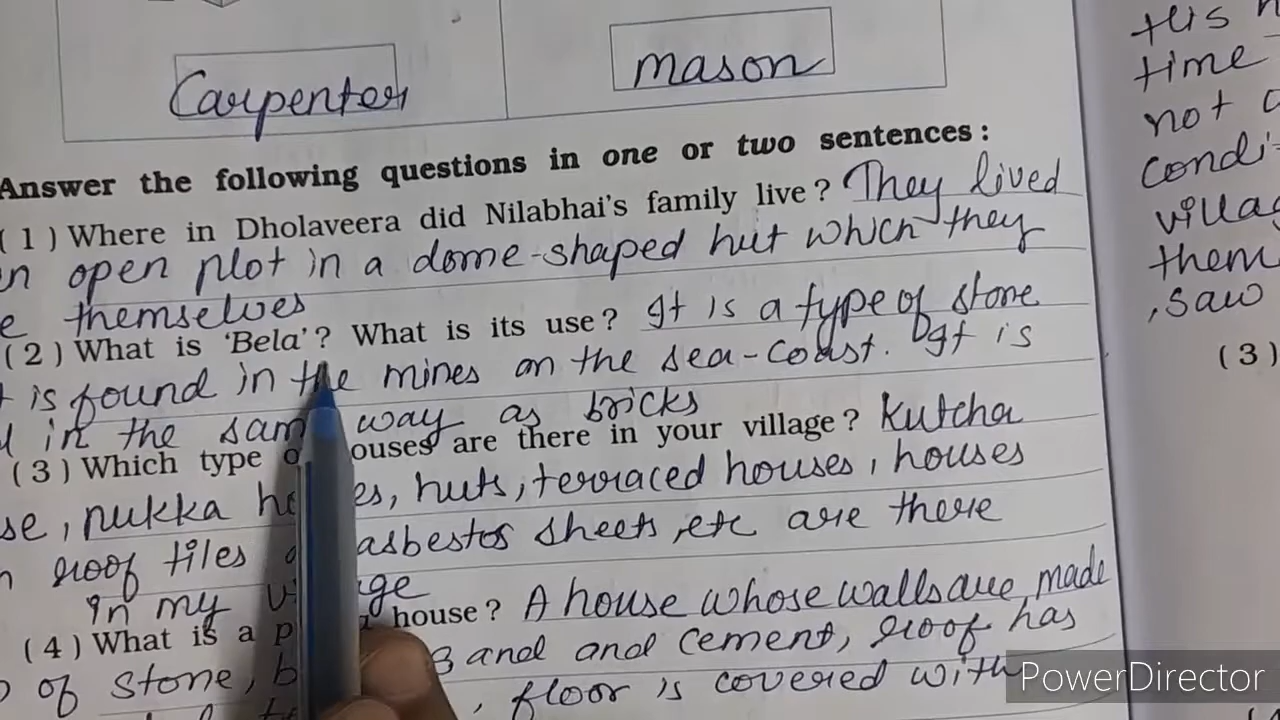 Carpenter
mason
Answer the following questions in one or two sentences:
(1) Where in Dholaveera did Nilabhai's family live? They lived
open plot in a dome-shaped hut which they
themselves
(2) What is 'Bela'? What is its use? It is a type of stone
is found in the mines on the sea-coast. It is
in the way as bricks
(3) Which type houses are there in your village? Kutcha
pukka huts, terraced houses, houses
roof tiles asbestos sheets, etc are there
in my
(4) What is a house? A house whose walls are made
of stone, sand and cement, roof has
, floor is covered with
His
time
not
condi-
them
, saw
(3)
PowerDirector